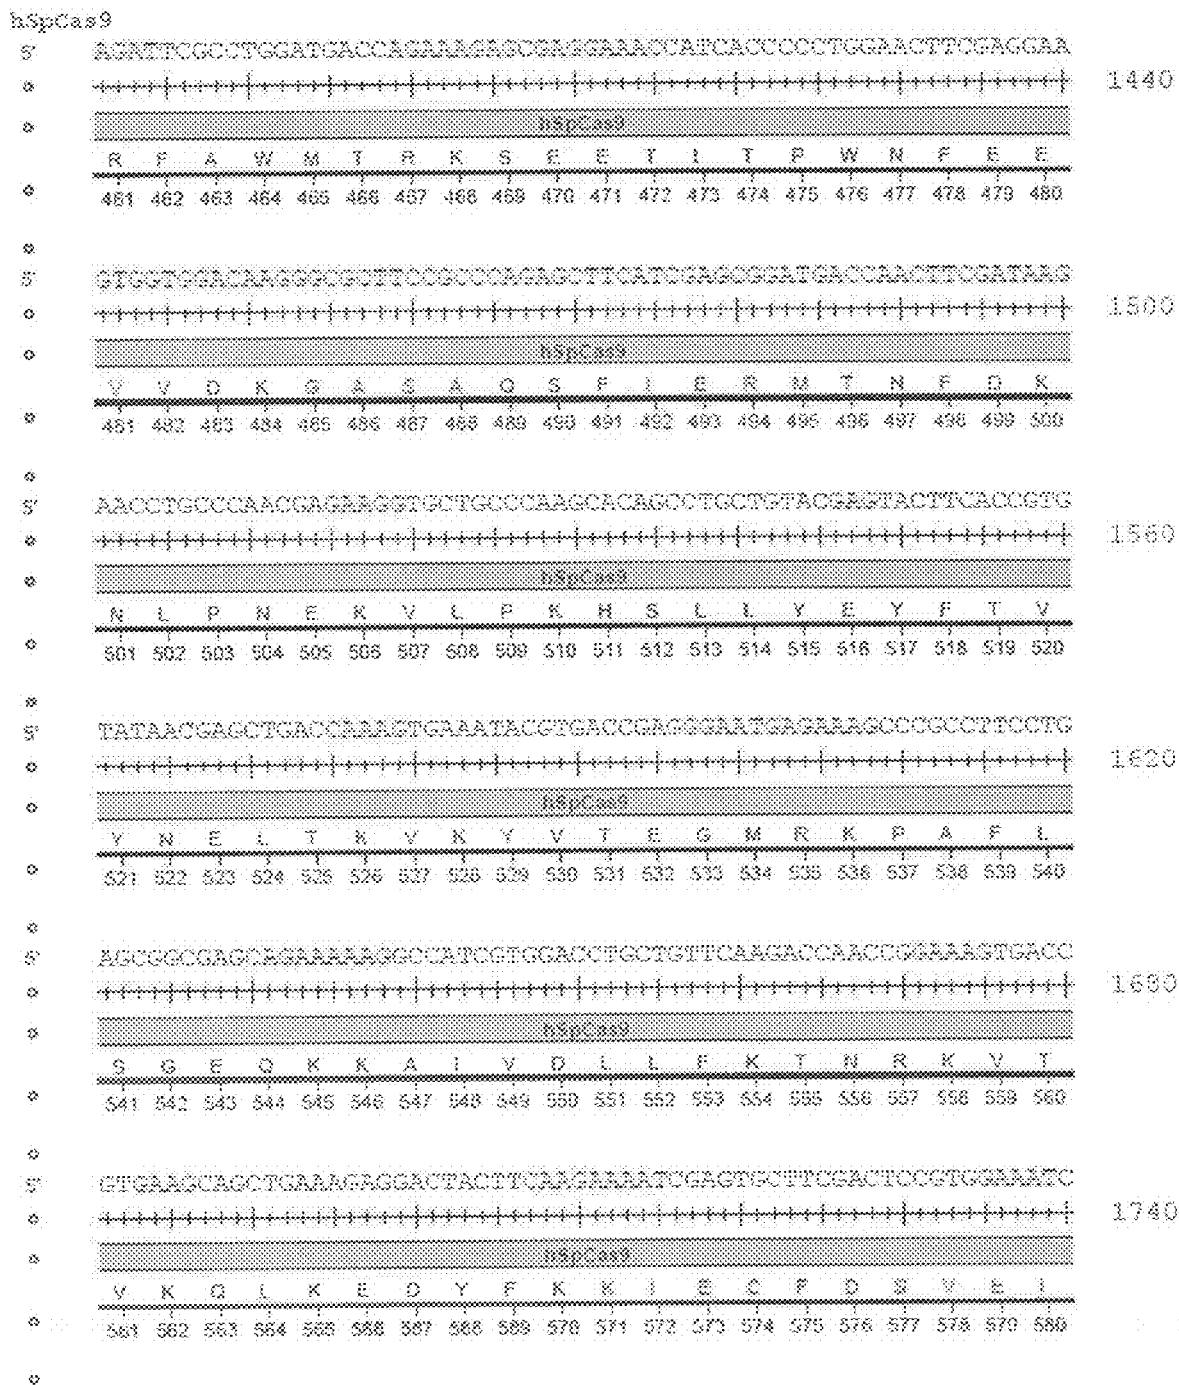 hSpCas9
5' AGATTCGCCTGGATGACCAGAAAGAGCGAGGAAACCATCACCCCCTGGAACTTCGAGGAA
1440
hSpCas9
R F A W M T R K S E E T I T P W N F E E
461 462 463 464 465 466 467 468 469 470 471 472 473 474 475 476 477 478 479 480
5' GTGGTGGACAAGGGCGCTTCCGCCCAGAGCTTCATCGAGCGGATGACCAACTTCGATAAG
1500
hSpCas9
V V D K G A S A Q S F I E R M T N F D K
481 482 483 484 485 486 487 488 489 490 491 492 493 494 495 496 497 498 499 500
5' AACCTGCCCAACGAGAAGGTGCTGCCCAAGCACAGCCTGCTGTACGAGTACTTCACCGTG
1560
hSpCas9
N L P N E K V L P K H S L L Y E Y F T V
501 502 503 504 505 506 507 508 509 510 511 512 513 514 515 516 517 518 519 520
5' TATAACGAGCTGACCAAAGTGAAATACGTGACCGAGGGAATGAGAAAGCCCGCCTTCCTG
1620
hSpCas9
Y N E L T K V K Y V T E G M R K P A F L
521 522 523 524 525 526 527 528 529 530 531 532 533 534 535 536 537 538 539 540
5' AGCGGCGAGCAGAAAAAGGCCATCGTGGACCTGCTGTTCAAGACCAACCGGAAAGTGACC
1680
hSpCas9
S G E Q K K A I V D L L F K T N R K V T
541 542 543 544 545 546 547 548 549 550 551 552 553 554 555 556 557 558 559 560
5' GTGAAGCAGCTGAAAGAGGACTACTTCAAGAAAATCGAGTGCTTCGACTCCGTGGAAATC
1740
hSpCas9
V K Q L K E D Y F K K I E C F D S V E I
561 562 563 564 565 566 567 568 569 570 571 572 573 574 575 576 577 578 579 580